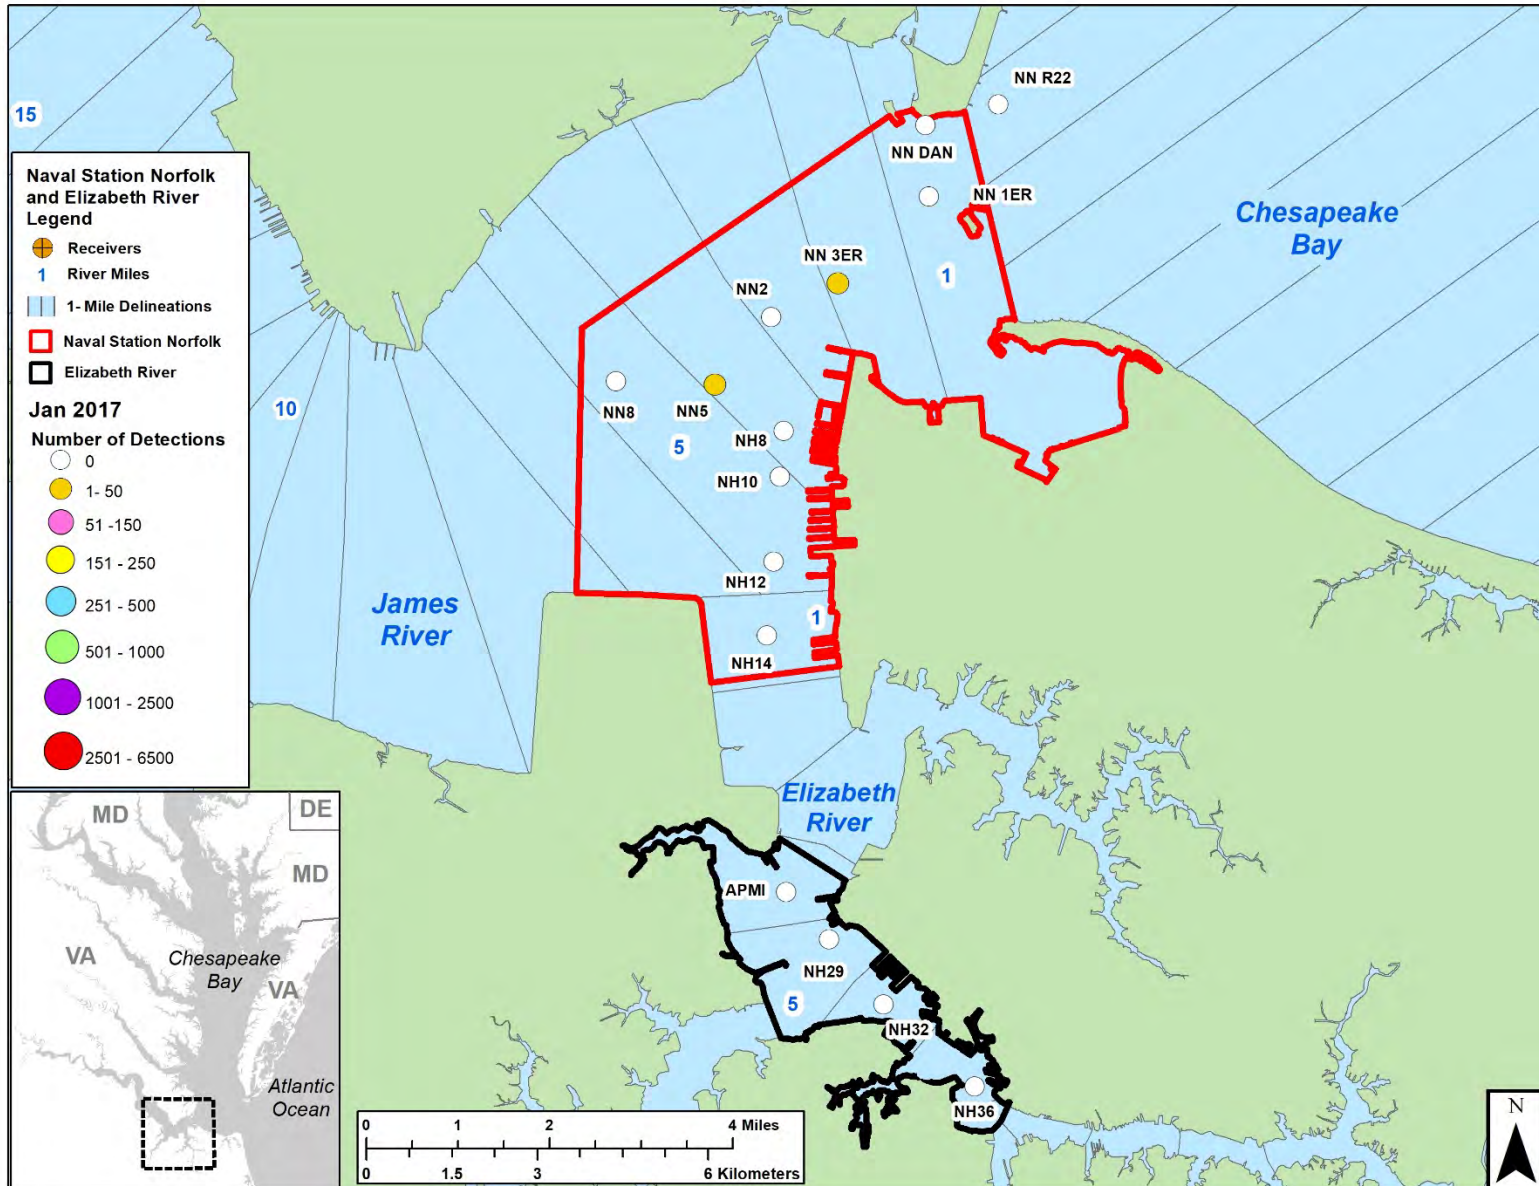 15
NN R22
NN DAN
NN 1ER
Chesapeake
Bay
NN 3ER
1
NN2
NN8
NN5
5
NH8
NH10
10
NH12
James
River
1
NH14
Elizabeth
River
APMI
NH29
5
NH32
NH36
Naval Station Norfolk
and Elizabeth River
Legend
Receivers
1 River Miles
1- Mile Delineations
Naval Station Norfolk
Elizabeth River
Jan 2017
Number of Detections
0
1- 50
51 -150
151 - 250
251 - 500
501 - 1000
1001 - 2500
2501 - 6500
MD
DE
MD
VA
Chesapeake
Bay
VA
Atlantic
Ocean
0 1 2 4 Miles
0 1.5 3 6 Kilometers
N